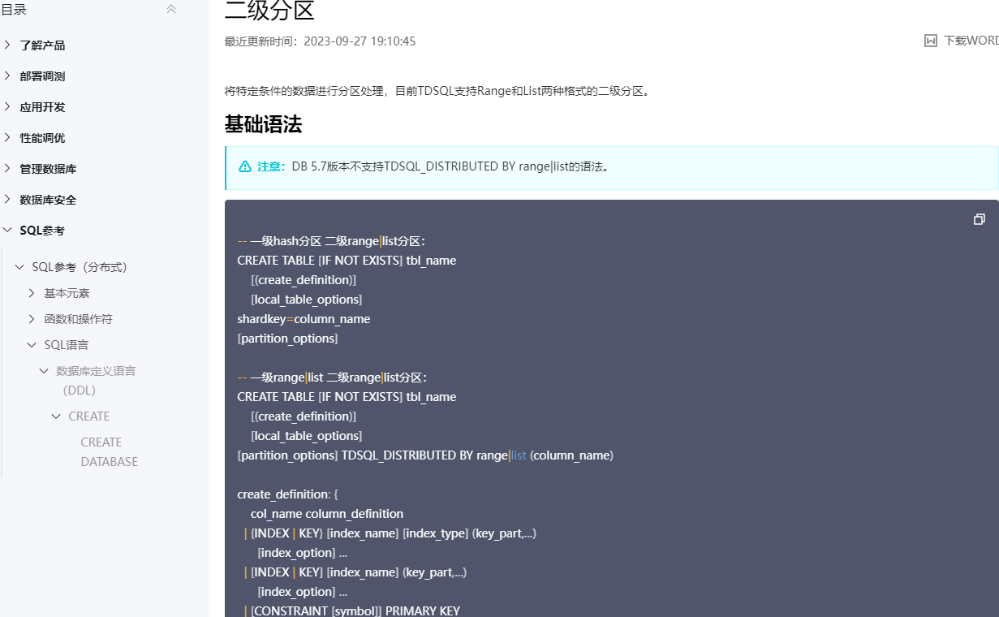 目录
了解产品
部署调测
应用开发
性能调优
管理数据库
数据库安全
SQL参考
SQL参考（分布式）
基本元素
函数和操作符
SQL语言
数据库定义语言
(DDL)
CREATE
CREATE
DATABASE
二级分区
最近更新时间：2023-09-27 19:10:45
下载WORD
将特定条件的数据进行分区处理，目前TDSQL支持Range和List两种格式的二级分区。
基础语法
注意：DB 5.7版本不支持TDSQL_DISTRIBUTED BY range|list的语法。
-- 一级hash分区 二级range|list分区：
CREATE TABLE [IF NOT EXISTS] tbl_name
[(create_definition)]
[local_table_options]
shardkey=column_name
[partition_options]
-- 一级range|list 二级range|list分区：
CREATE TABLE [IF NOT EXISTS] tbl_name
[(create_definition)]
[local_table_options]
[partition_options] TDSQL_DISTRIBUTED BY range|list (column_name)
create_definition: {
col_name column_definition
| {INDEX | KEY} [index_name] [index_type] (key_part,...)
[index_option] ...
| [INDEX | KEY] [index_name] (key_part,...)
[index_option] ...
| [CONSTRAINT [symbol]] PRIMARY KEY